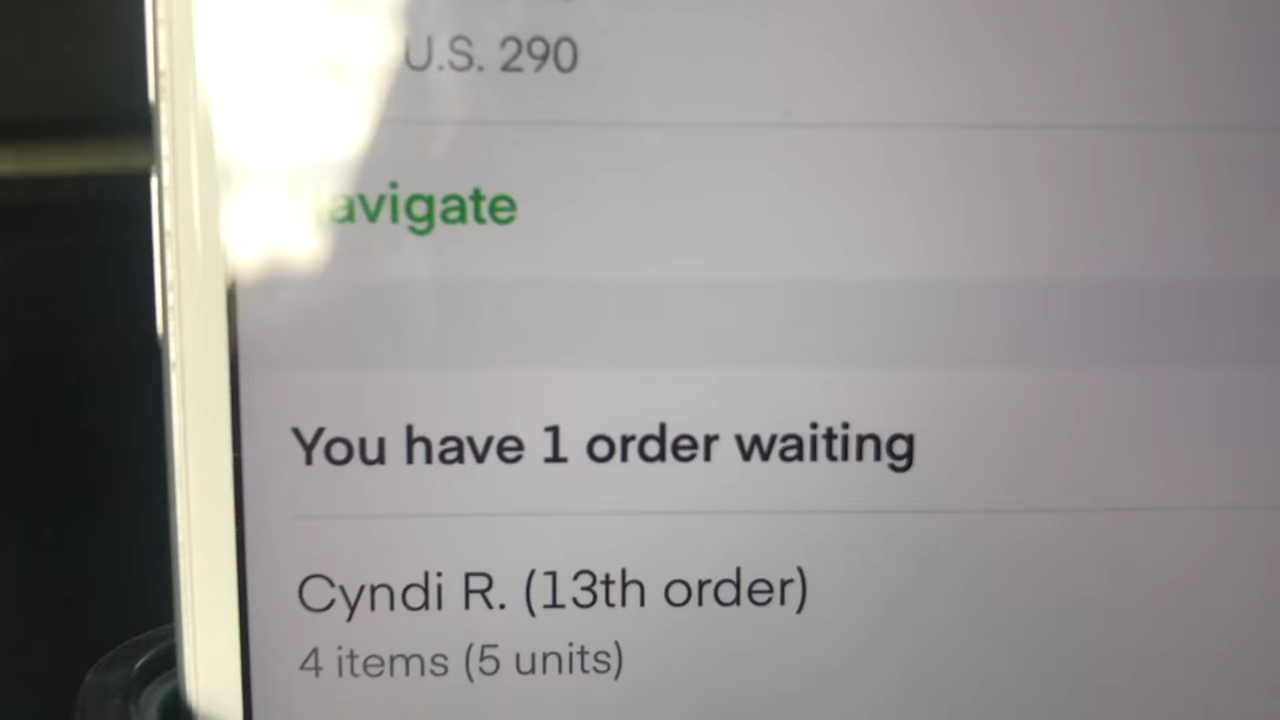 U.S. 290
avigate
You have 1 order waiting
Cyndi R. (13th order)
4 items (5 units)